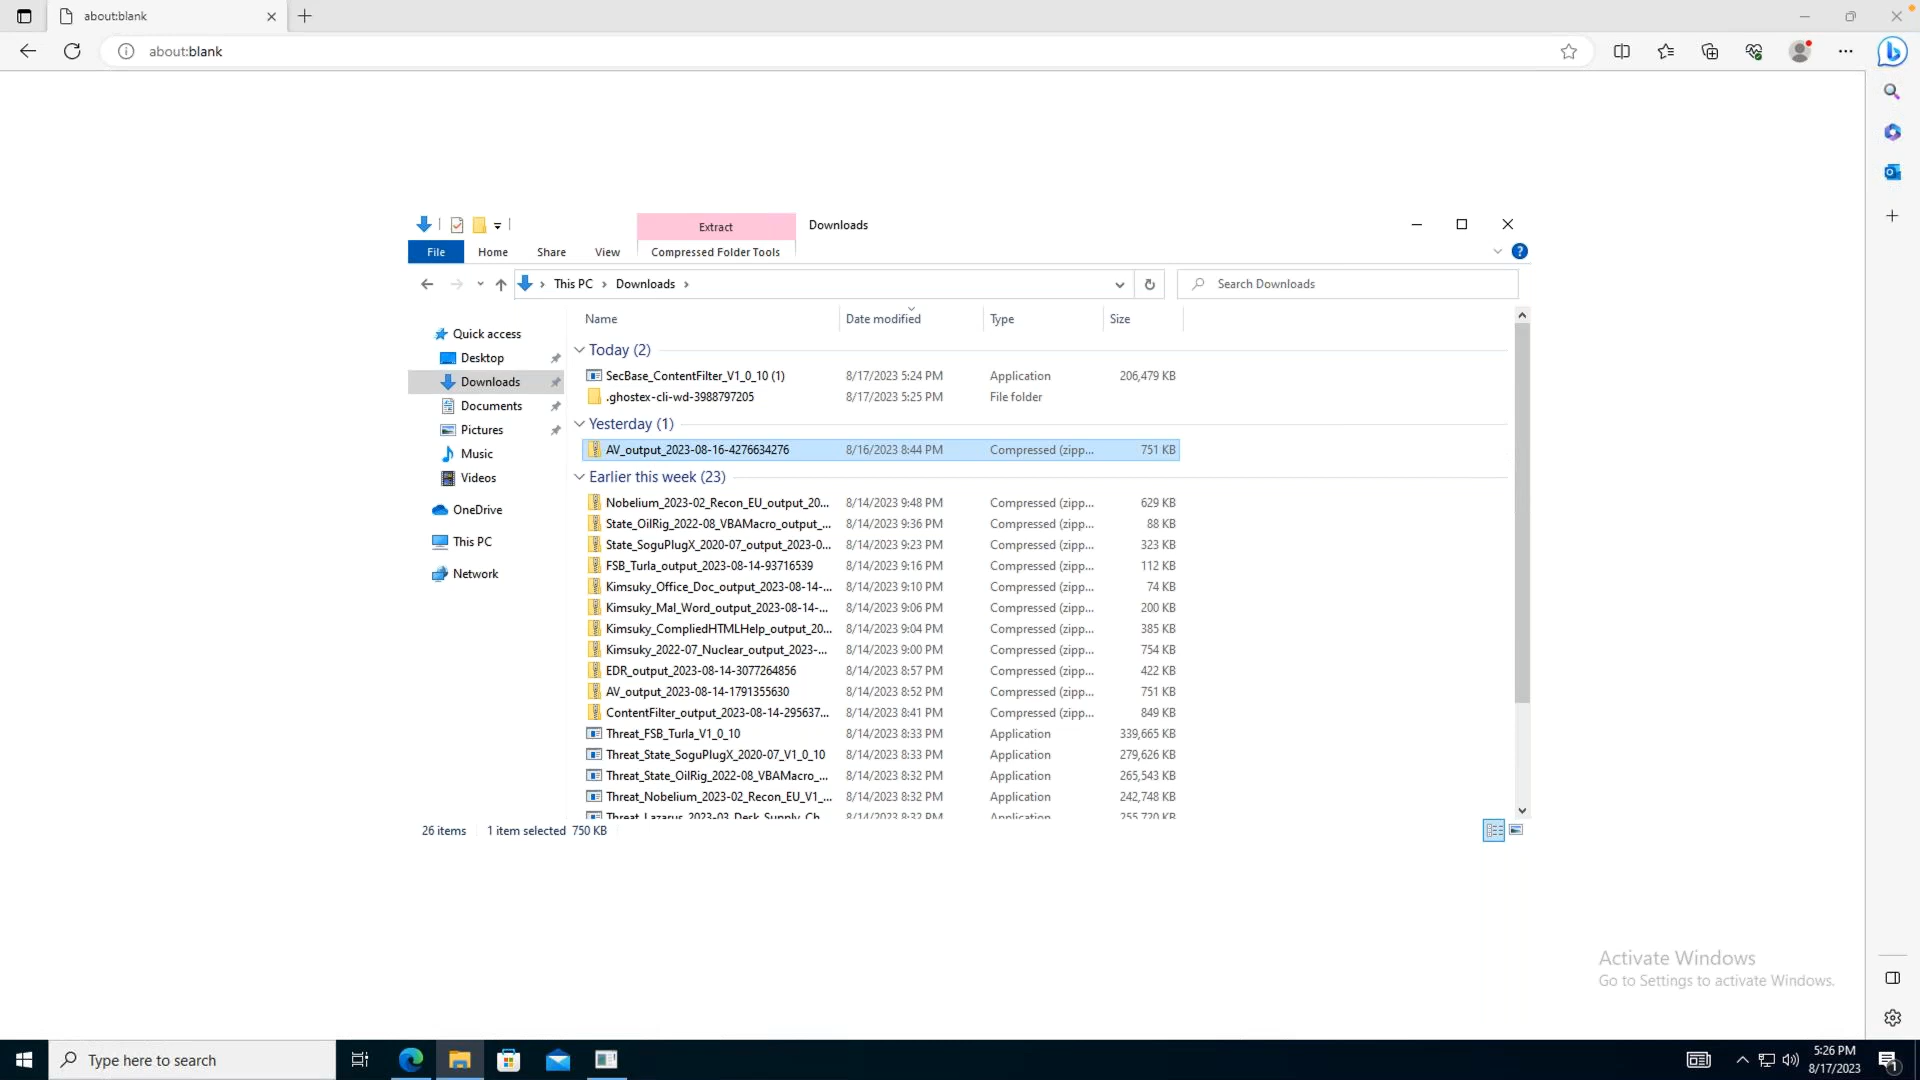 about:blank
about:blank
Extract
Downloads
File
Home
Share
View
Compressed Folder Tools
This PC
Downloads
Search Downloads
Name
Date modified
Type
Size
Quick access
Desktop
Downloads
Documents
Pictures
Music
Videos
OneDrive
This PC
Network
Today (2)
SecBase_ContentFilter_V1_0_10 (1) 8/17/2023 5:24 PM Application 206,479 KB
.ghostex-cli-wd-3988797205 8/17/2023 5:25 PM File folder
Yesterday (1)
AV_output_2023-08-16-4276634276 8/16/2023 8:44 PM Compressed (zipp... 751 KB
Earlier this week (23)
Nobelium_2023-02_Recon_EU_output_20... 8/14/2023 9:48 PM Compressed (zipp... 629 KB
State_OilRig_2022-08_VBAMacro_output_... 8/14/2023 9:36 PM Compressed (zipp... 88 KB
State_SoguPlugX_2020-07_output_2023-0... 8/14/2023 9:23 PM Compressed (zipp... 323 KB
FSB_Turla_output_2023-08-14-93716539 8/14/2023 9:16 PM Compressed (zipp... 112 KB
Kimsuky_Office_Doc_output_2023-08-14-... 8/14/2023 9:10 PM Compressed (zipp... 74 KB
Kimsuky_Mal_Word_output_2023-08-14-... 8/14/2023 9:06 PM Compressed (zipp... 200 KB
Kimsuky_CompliedHTMLHelp_output_20... 8/14/2023 9:04 PM Compressed (zipp... 385 KB
Kimsuky_2022-07_Nuclear_output_2023-... 8/14/2023 9:00 PM Compressed (zipp... 754 KB
EDR_output_2023-08-14-3077264856 8/14/2023 8:57 PM Compressed (zipp... 422 KB
AV_output_2023-08-14-1791355630 8/14/2023 8:52 PM Compressed (zipp... 751 KB
ContentFilter_output_2023-08-14-295637... 8/14/2023 8:41 PM Compressed (zipp... 849 KB
Threat_FSB_Turla_V1_0_10 8/14/2023 8:33 PM Application 339,665 KB
Threat_State_SoguPlugX_2020-07_V1_0_10 8/14/2023 8:33 PM Application 279,626 KB
Threat_State_OilRig_2022-08_VBAMacro_... 8/14/2023 8:32 PM Application 265,543 KB
Threat_Nobelium_2023-02_Recon_EU_V1_... 8/14/2023 8:32 PM Application 242,748 KB
Threat_Lazarus_2023-03_Desk_Supply_Ch... 8/14/2023 8:32 PM Application 255,720 KB
26 items
1 item selected 750 KB
Activate Windows
Go to Settings to activate Windows.
Type here to search
5:26 PM
8/17/2023
1